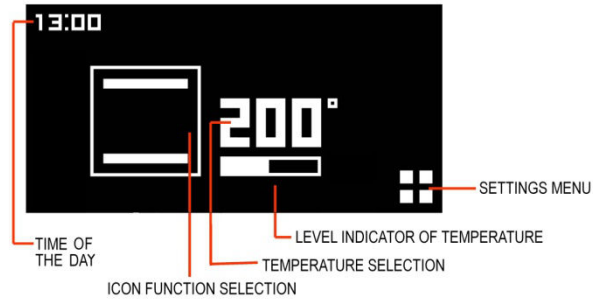 13:00
200°
SETTINGS MENU
LEVEL INDICATOR OF TEMPERATURE
TIME OF
THE DAY
TEMPERATURE SELECTION
ICON FUNCTION SELECTION